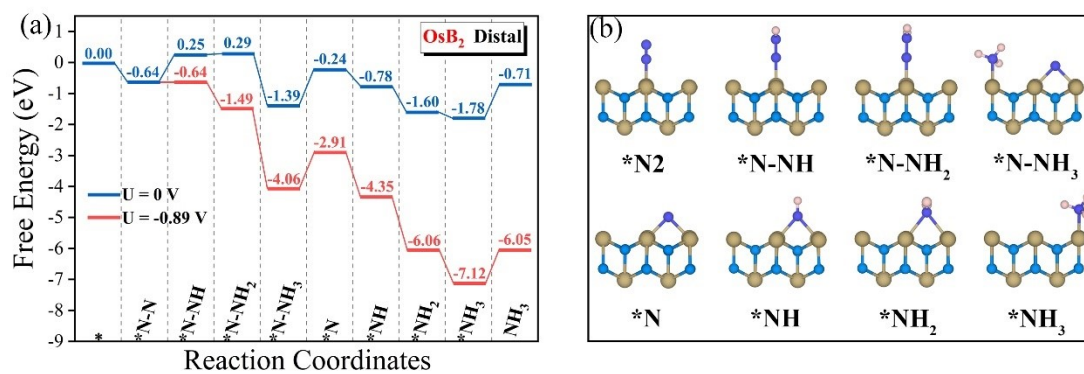 (a)
OsB2 Distal
Free Energy (eV)
1
0
-1
-2
-3
-4
-5
-6
-7
-8
-9
0.00
−0.64
0.25
0.29
−1.39
−0.24
−0.78
−1.60
−1.78
−0.71
−0.64
−1.49
−4.06
−2.91
−4.35
−6.06
−7.12
−6.05
U = 0 V
U = -0.89 V
*
*N-N
*N-NH
*N-NH2
*N-NH3
*N
*NH
*NH2
*NH3
NH3
Reaction Coordinates
(b)
*N2 *N-NH *N-NH2 *N-NH3
*N *NH *NH2 *NH3